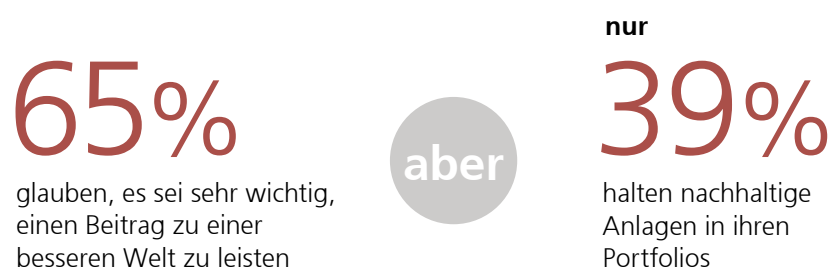 65%
glauben, es sei sehr wichtig,
einen Beitrag zu einer
besseren Welt zu leisten
aber
nur
39%
halten nachhaltige
Anlagen in ihren
Portfolios